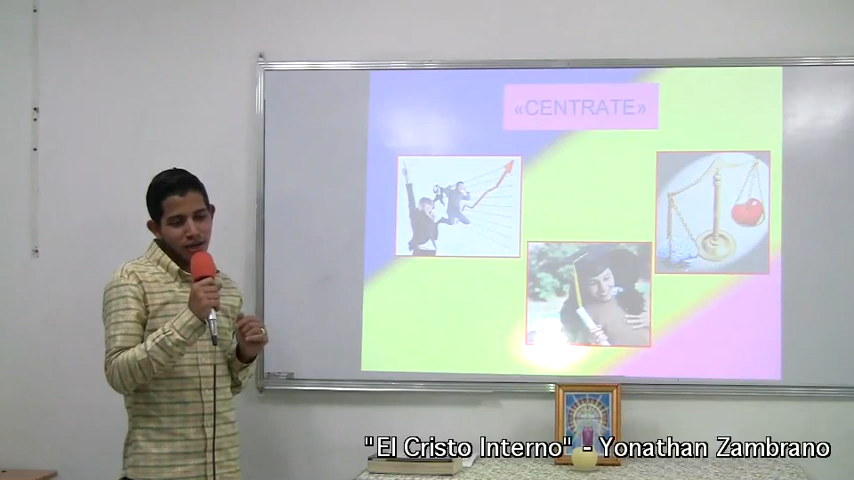 «CENTRATE»
"El Cristo Interno" - Yonathan Zambrano